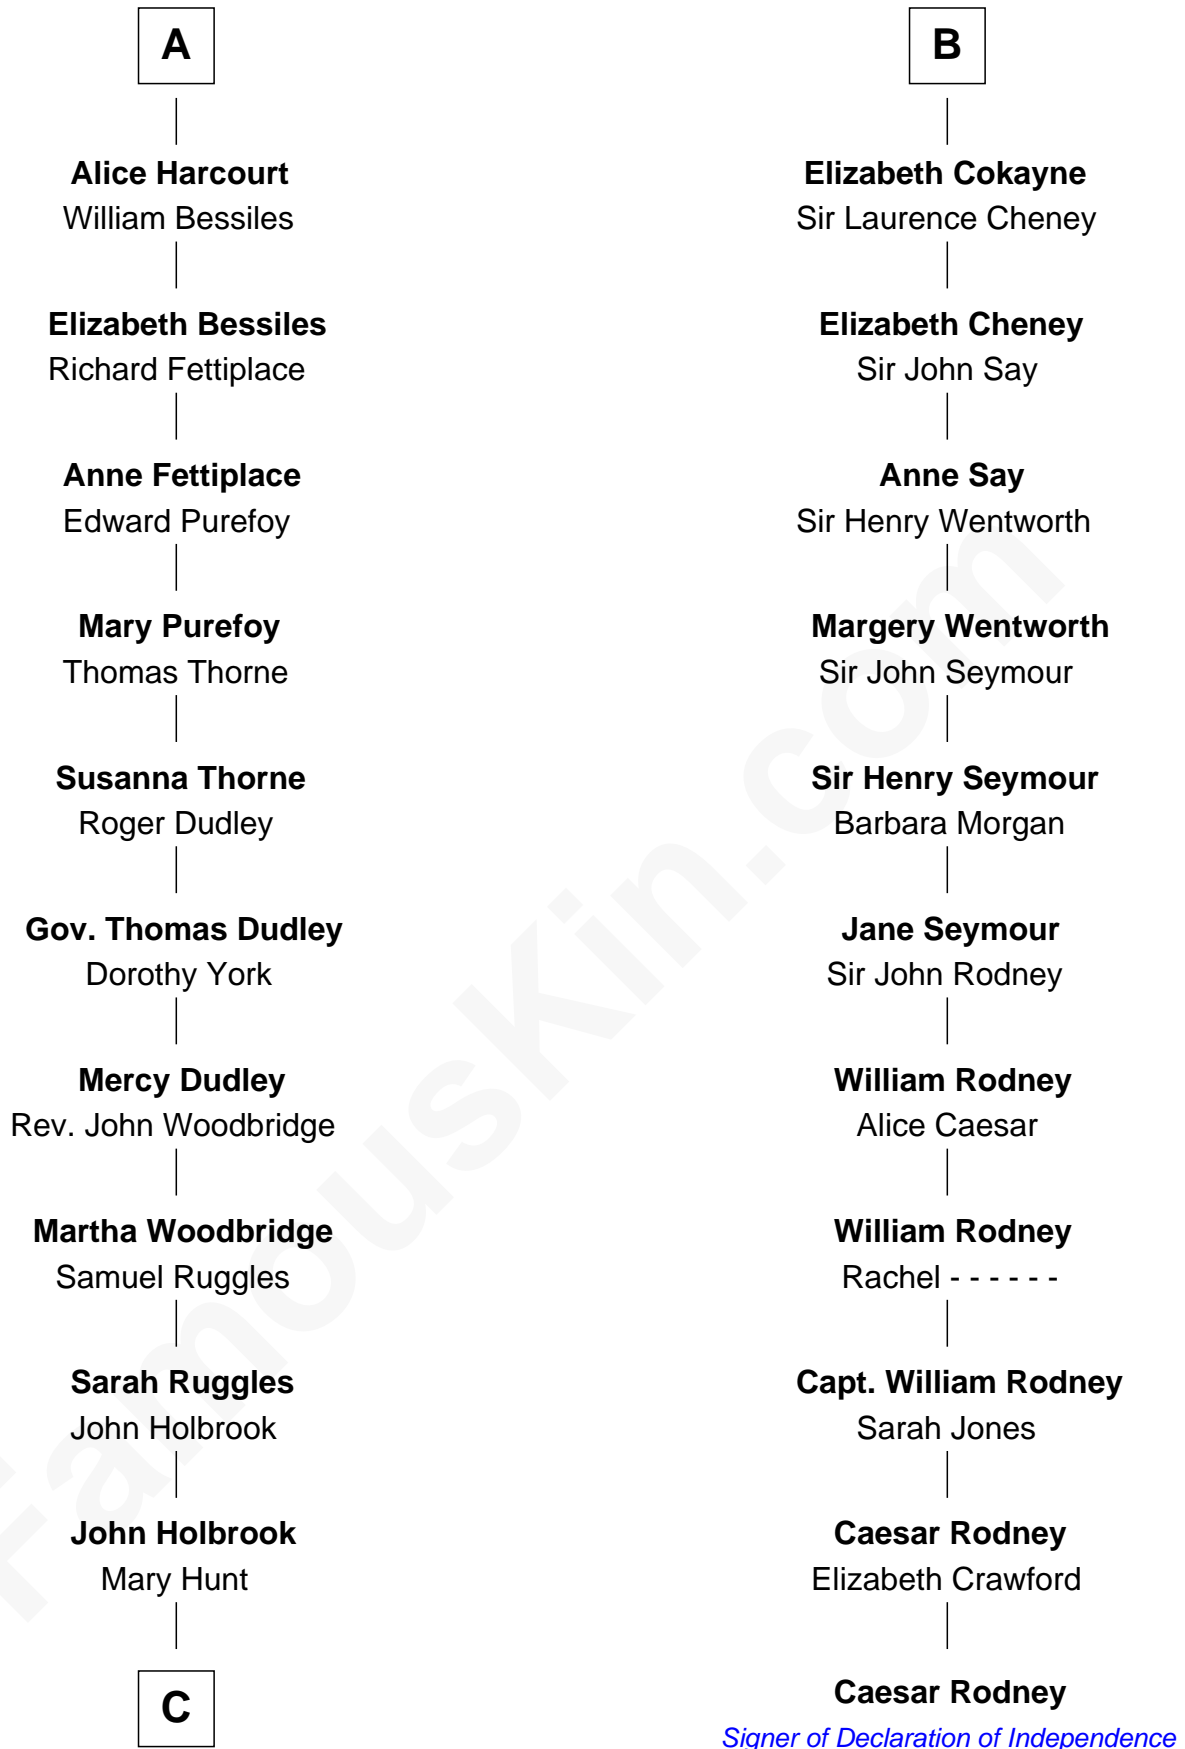 A
Alice Harcourt
William Bessiles
Elizabeth Bessiles
Richard Fettiplace
Anne Fettiplace
Edward Purefoy
Mary Purefoy
Thomas Thorne
Susanna Thorne
Roger Dudley
Gov. Thomas Dudley
Dorothy York
Mercy Dudley
Rev. John Woodbridge
Martha Woodbridge
Samuel Ruggles
Sarah Ruggles
John Holbrook
John Holbrook
Mary Hunt
C
B
Elizabeth Cokayne
Sir Laurence Cheney
Elizabeth Cheney
Sir John Say
Anne Say
Sir Henry Wentworth
Margery Wentworth
Sir John Seymour
Sir Henry Seymour
Barbara Morgan
Jane Seymour
Sir John Rodney
William Rodney
Alice Caesar
William Rodney
Rachel - - - - - -
Capt. William Rodney
Sarah Jones
Caesar Rodney
Elizabeth Crawford
Caesar Rodney
Signer of Declaration of Independence
FamousKin.com